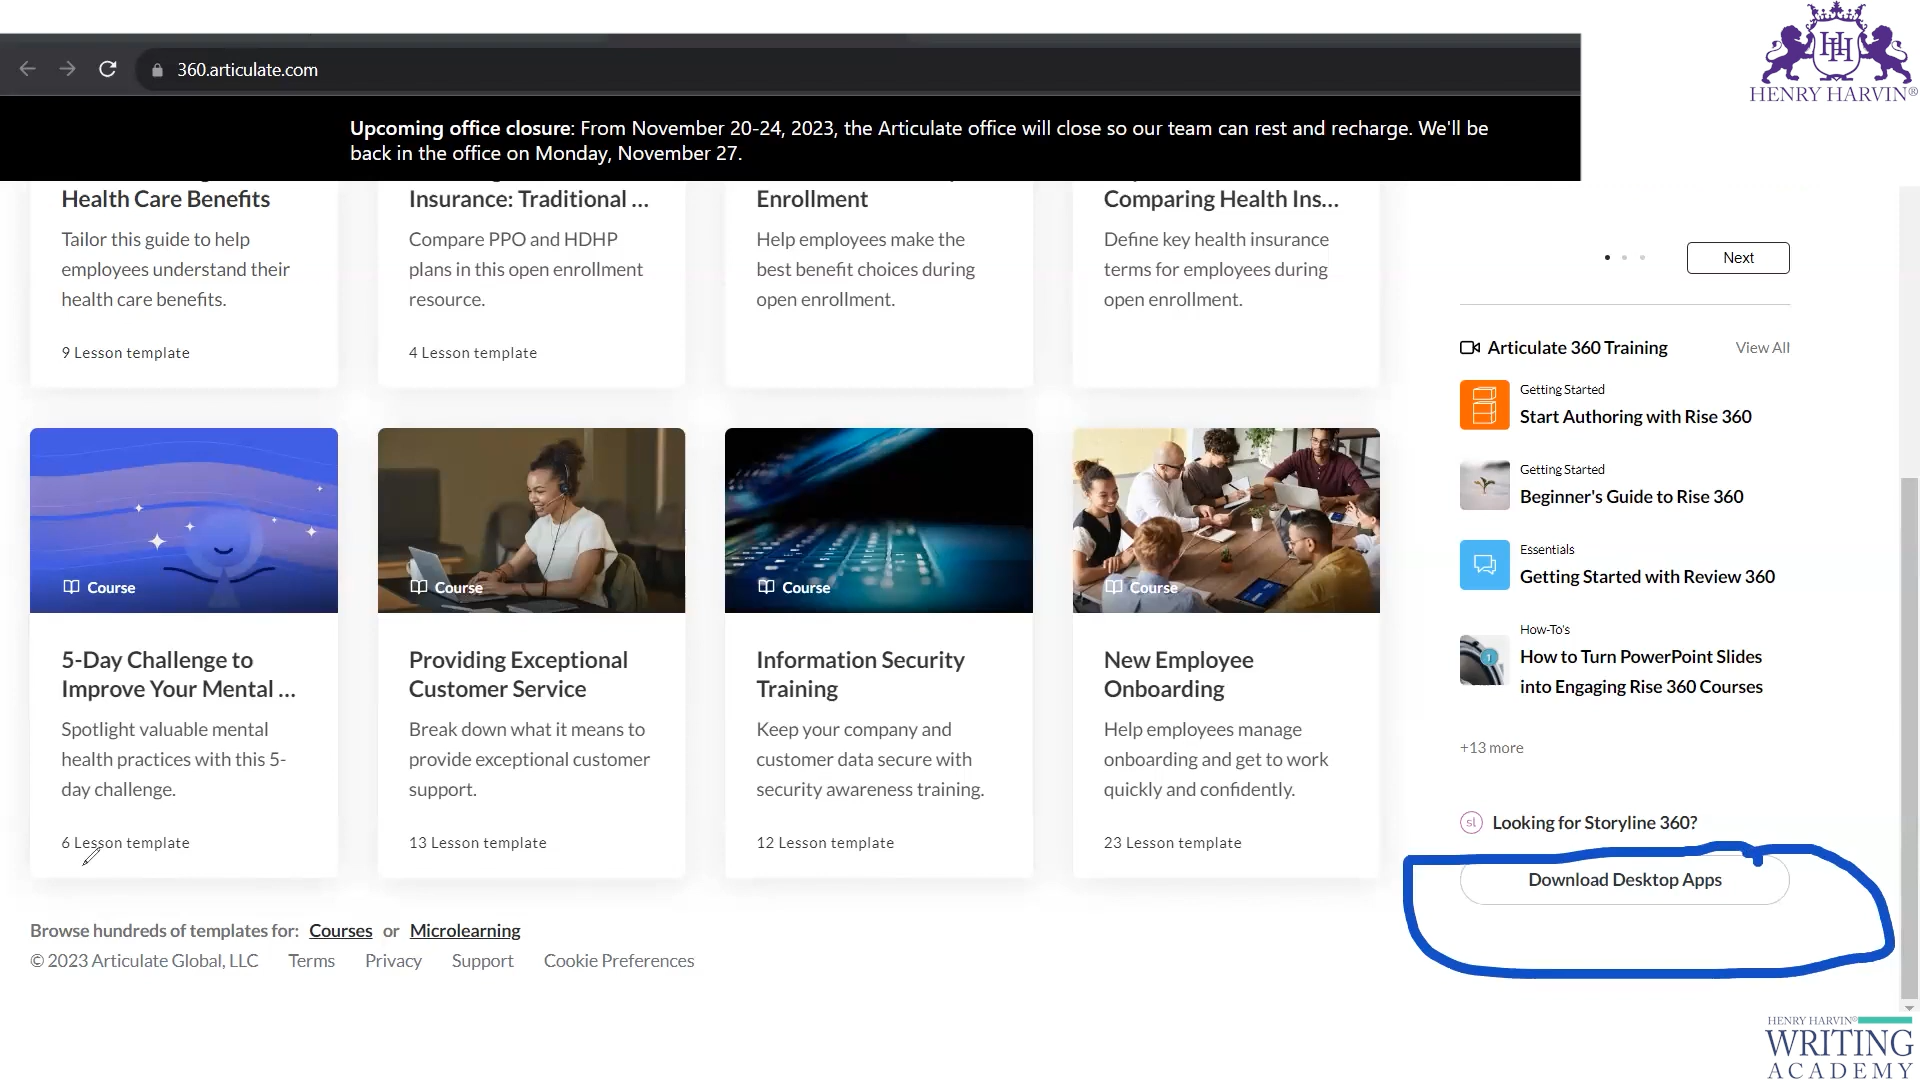 HENRY HARVIN®
360.articulate.com
Upcoming office closure: From November 20-24, 2023, the Articulate office will close so our team can rest and recharge. We'll be
back in the office on Monday, November 27.
Health Care Benefits
Tailor this guide to help
employees understand their
health care benefits.
9 Lesson template
Insurance: Traditional ...
Compare PPO and HDHP
plans in this open enrollment
resource.
4 Lesson template
Enrollment
Help employees make the
best benefit choices during
open enrollment.
Comparing Health Ins...
Define key health insurance
terms for employees during
open enrollment.
Course
5-Day Challenge to
Improve Your Mental ...
Spotlight valuable mental
health practices with this 5-
day challenge.
6 Lesson template
Course
Providing Exceptional
Customer Service
Break down what it means to
provide exceptional customer
support.
13 Lesson template
Course
Information Security
Training
Keep your company and
customer data secure with
security awareness training.
12 Lesson template
Course
New Employee
Onboarding
Help employees manage
onboarding and get to work
quickly and confidently.
23 Lesson template
Next
Articulate 360 Training
View All
Getting Started
Start Authoring with Rise 360
Getting Started
Beginner's Guide to Rise 360
Essentials
Getting Started with Review 360
How-To's
1
How to Turn PowerPoint Slides
into Engaging Rise 360 Courses
+13 more
sl Looking for Storyline 360?
Download Desktop Apps
Browse hundreds of templates for: Courses or Microlearning
© 2023 Articulate Global, LLC Terms Privacy Support Cookie Preferences
HENRY HARVIN®
WRITING
ACADEMY